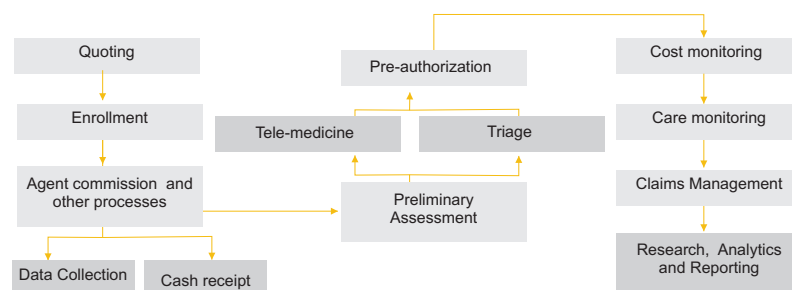 Quoting
Enrollment
Agent commission and
other processes
Data Collection
Cash receipt
Pre-authorization
Tele-medicine
Triage
Preliminary
Assessment
Cost monitoring
Care monitoring
Claims Management
Research, Analytics
and Reporting